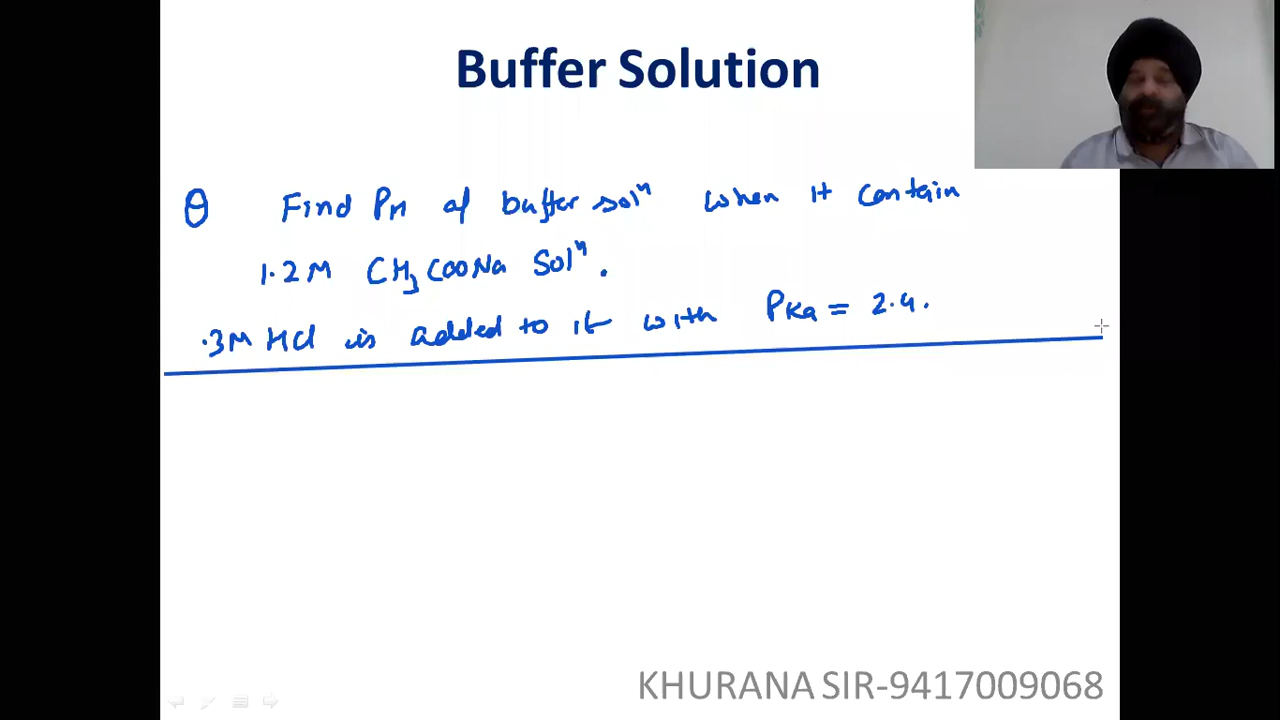 Buffer Solution
Q Find PH of buffer solⁿ when it contain
1.2M CH₃COONa Solⁿ.
.3M HCl is added to it with PKa = 2.4.
KHURANA SIR-9417009068